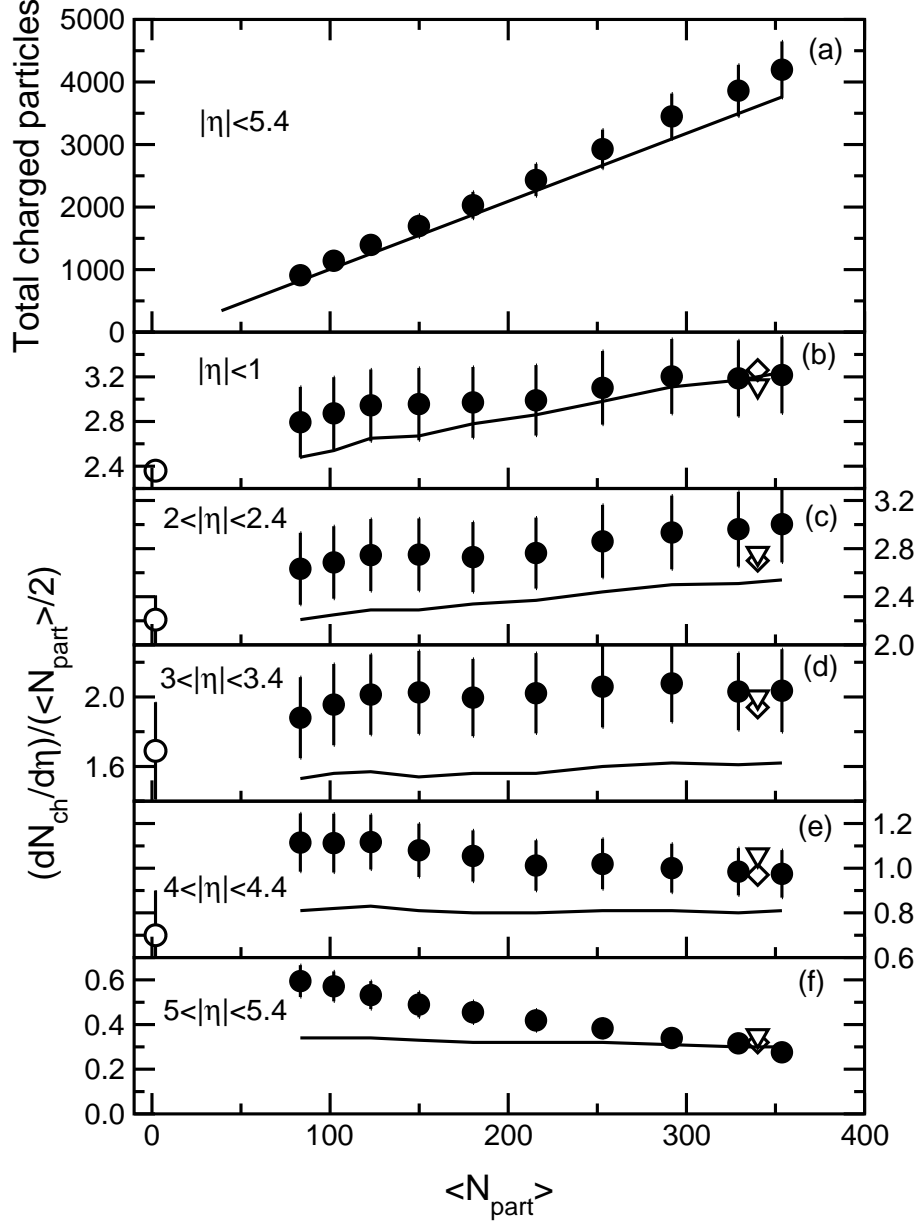 Total charged particles
5000
4000
3000
2000
1000
0
(a)
|η|<5.4
3.2
2.8
2.4
(b)
|η|<1
(dN_ch/dη)/(<N_part>/2)
2<|η|<2.4
(c)
3.2
2.8
2.4
2.0
3<|η|<3.4
(d)
2.0
1.6
4<|η|<4.4
(e)
1.2
1.0
0.8
0.6
5<|η|<5.4
(f)
0.6
0.4
0.2
0.0
0 100 200 300 400
<N_part>